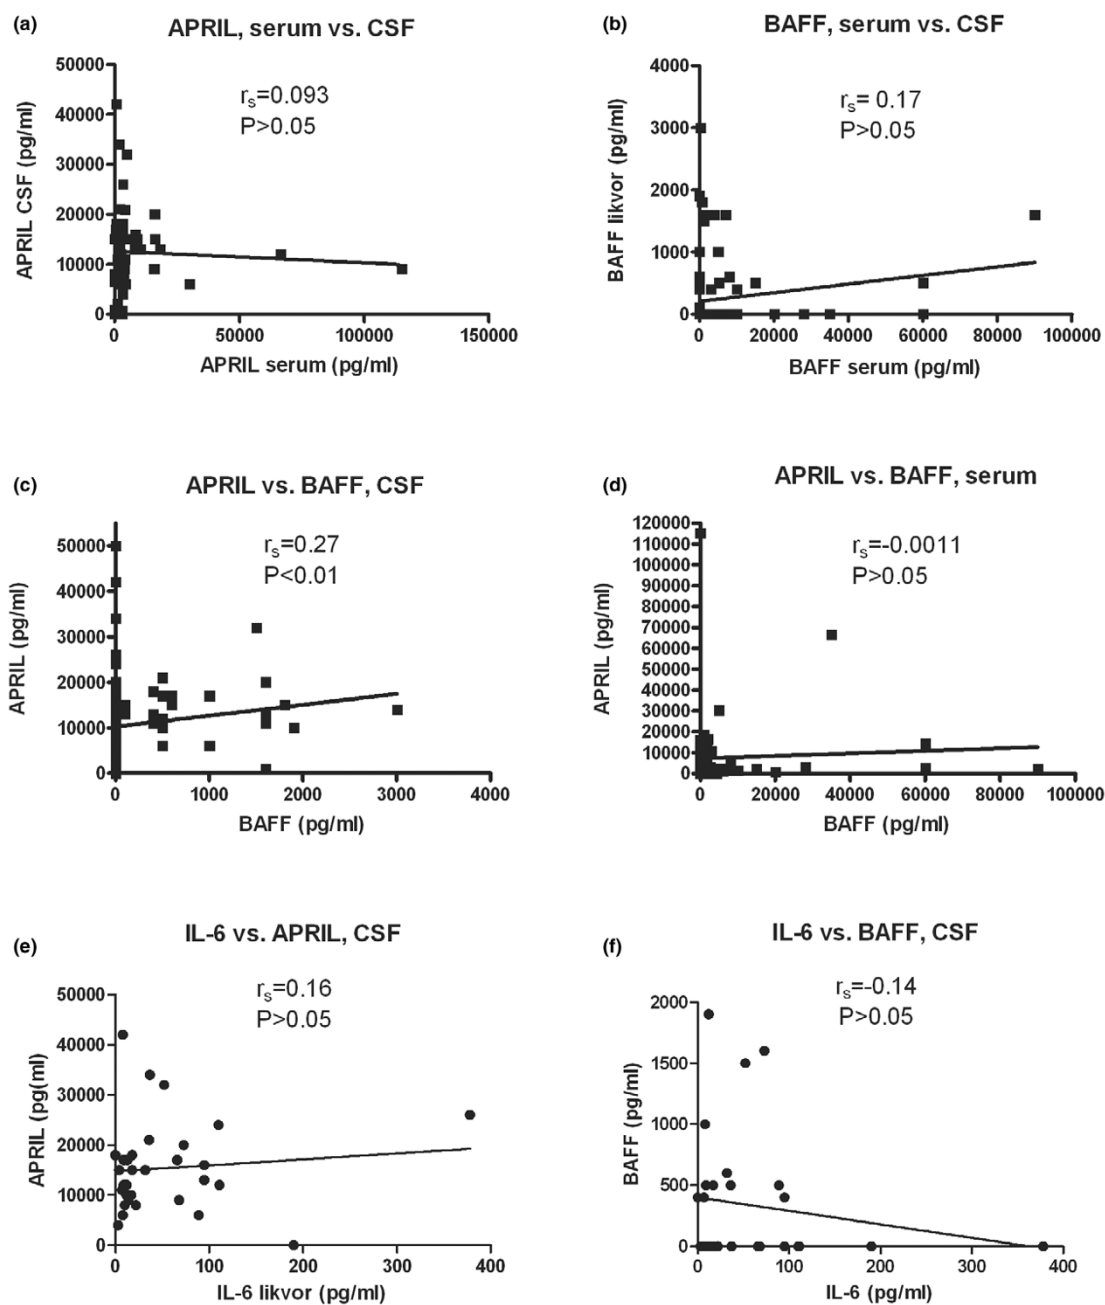 (a) APRIL, serum vs. CSF
APRIL CSF (pg/ml)
50000
40000
30000
20000
10000
0
rs=0.093
P>0.05
0 50000 100000 150000
APRIL serum (pg/ml)
(b) BAFF, serum vs. CSF
BAFF likvor (pg/ml)
4000
3000
2000
1000
0
rs= 0.17
P>0.05
0 20000 40000 60000 80000 100000
BAFF serum (pg/ml)
(c) APRIL vs. BAFF, CSF
APRIL (pg/ml)
50000
40000
30000
20000
10000
0
rs=0.27
P<0.01
0 1000 2000 3000 4000
BAFF (pg/ml)
(d) APRIL vs. BAFF, serum
APRIL (pg/ml)
120000
110000
100000
90000
80000
70000
60000
50000
40000
30000
20000
10000
0
rs=-0.0011
P>0.05
0 20000 40000 60000 80000 100000
BAFF (pg/ml)
(e) IL-6 vs. APRIL, CSF
APRIL (pg(ml)
50000
40000
30000
20000
10000
0
rs=0.16
P>0.05
0 100 200 300 400
IL-6 likvor (pg/ml)
(f) IL-6 vs. BAFF, CSF
BAFF (pg/ml)
2000
1500
1000
500
0
rs=-0.14
P>0.05
0 100 200 300 400
IL-6 (pg/ml)